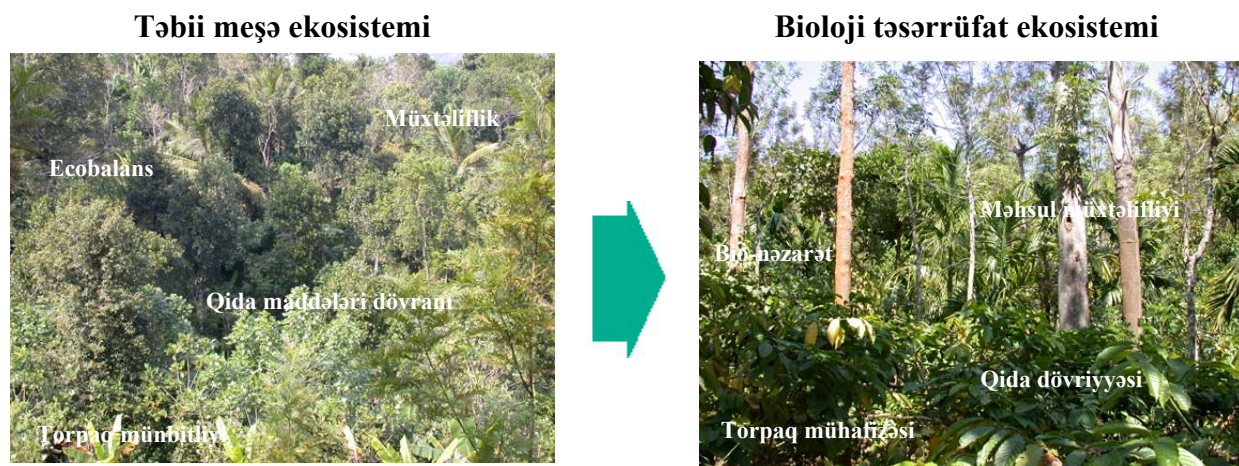 Təbii meşə ekosistemi
Bioloji təsərrüfat ekosistemi
Müxtəliflik
Ecobalans
Qida maddələri dövranı
Torpaq münbitliyi
Məhsul müxtəlifliyi
Bio-nəzarət
Qida dövriyyəsi
Torpaq mühafizəsi